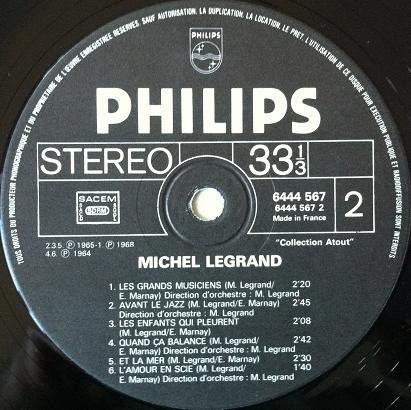 TOUS DROITS DU PRODUCTEUR PHONOGRAPHIQUE ET DU PROPRIETAIRE DE L'ŒUVRE ENREGISTREE RESERVES. SAUF AUTORISATION. LA DUPLICATION. LA LOCATION. LE PRET. L'UTILISATION DE CE DISQUE POUR EXECUTION PUBLIQUE ET RADIODIFFUSION SONT INTERDITS
PHILIPS
PHILIPS
STEREO 33 1/3
SACEM
SACD
SDRM
SGDL
6444 567
6444 567 2
Made in France
2
2.3.5. Ⓟ 1965-1. Ⓟ 1968
4.6. Ⓟ 1964
"Collection Atout"
MICHEL LEGRAND
1. LES GRANDS MUSICIENS (M. Legrand/ 2'20
E. Marnay) Direction d'orchestre : M. Legrand
2. AVANT LE JAZZ (M. Legrand/E. Marnay) 2'45
Direction d'orchestre : M. Legrand
3. LES ENFANTS QUI PLEURENT 2'08
(M. Legrand/E. Marnay)
4. QUAND ÇA BALANCE (M. Legrand/ 2'42
E. Marnay) Direction d'orchestre : M. Legrand
5. ET LA MER (M. Legrand/E. Marnay) 2'30
6. L'AMOUR EN SCIE (M. Legrand/ 1'40
E. Marnay) Direction d'orchestre : M. Legrand